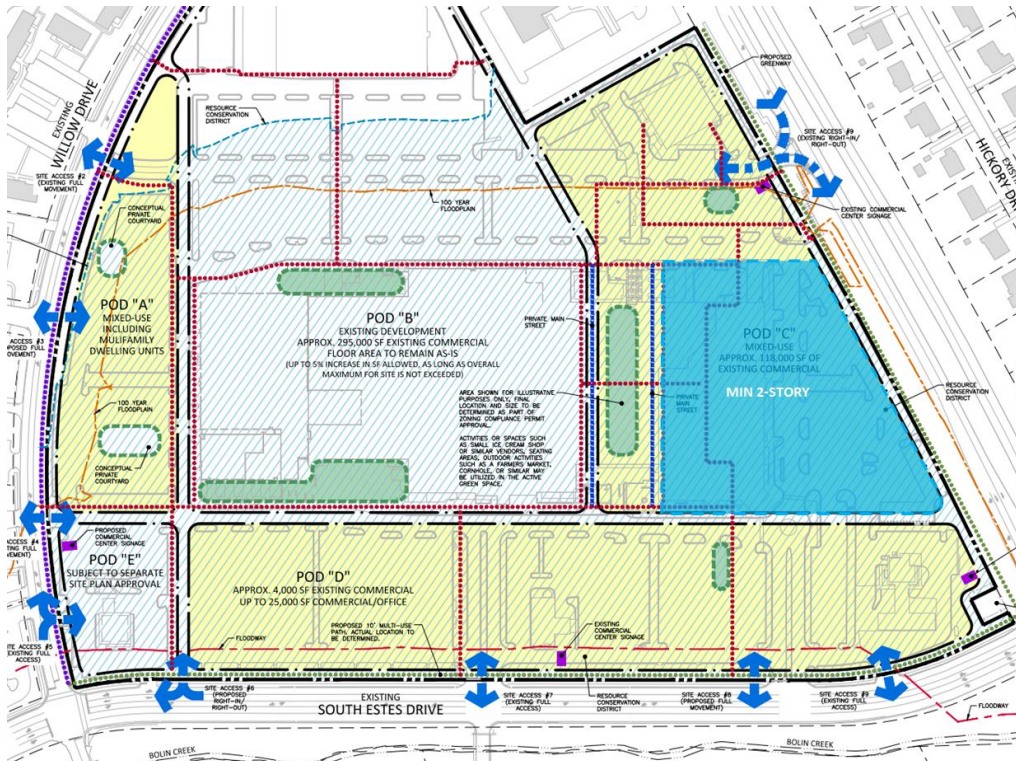 PROPOSED
GREENWAY
EXISTING
WILLOW DRIVE
RESOURCE
CONSERVATION
DISTRICT
SITE ACCESS #9
(EXISTING RIGHT-IN/
RIGHT-OUT)
HICKORY
SITE ACCESS #2
(EXISTING FULL
MOVEMENT)
CONCEPTUAL
PRIVATE
COURTYARD
100 YEAR
FLOODPLAIN
EXISTING COMMERCIAL
CENTER SIGNAGE
POD "A"
MIXED-USE
INCLUDING
MULIFAMILY
DWELLING UNITS
ACCESS #3
POD "B"
EXISTING DEVELOPMENT
APPROX. 295,000 SF EXISTING COMMERCIAL
FLOOR AREA TO REMAIN AS-IS
(UP TO 5% INCREASE IN SF ALLOWED, AS LONG AS OVERALL
MAXIMUM FOR SITE IS NOT EXCEEDED)
PRIVATE MAIN
STREET
POD "C"
MIXED-USE
APPROX. 118,000 SF OF
EXISTING COMMERCIAL
MIN 2-STORY
100 YEAR
FLOODPLAIN
AREA SHOWN FOR ILLUSTRATIVE
PURPOSES ONLY, FINAL
LOCATION AND SIZE TO BE
DETERMINED AS PART OF
ZONING COMPLIANCE PERMIT
APPROVAL.
ACTIVITIES OR SPACES SUCH
AS SMALL ICE CREAM SHOP
OR SIMILAR VENDORS, SEATING
AREAS, OUTDOOR ACTIVITIES
SUCH AS A FARMERS MARKET,
CORNHOLE, OR SIMILAR MAY
BE UTILIZED IN THE ACTIVE
GREEN SPACE.
PRIVATE
MAIN
STREET
RESOURCE
CONSERVATION
DISTRICT
CONCEPTUAL
PRIVATE
COURTYARD
PROPOSED
COMMERCIAL
CENTER SIGNAGE
POD "E"
SUBJECT TO SEPARATE
SITE PLAN APPROVAL
POD "D"
APPROX. 4,000 SF EXISTING COMMERCIAL
UP TO 25,000 SF COMMERCIAL/OFFICE
PROPOSED 10' MULTI-USE
PATH, ACTUAL LOCATION TO
BE DETERMINED.
FLOODWAY
EXISTING
COMMERCIAL
CENTER SIGNAGE
SITE ACCESS #6
(PROPOSED
RIGHT-IN/
RIGHT-OUT)
EXISTING
SOUTH ESTES DRIVE
SITE ACCESS #7
(EXISTING FULL
ACCESS)
RESOURCE
CONSERVATION
DISTRICT
SITE ACCESS #8
(PROPOSED FULL
MOVEMENT)
SITE ACCESS #9
(EXISTING FULL
ACCESS)
FLOODWAY
BOLIN CREEK
BOLIN CREEK